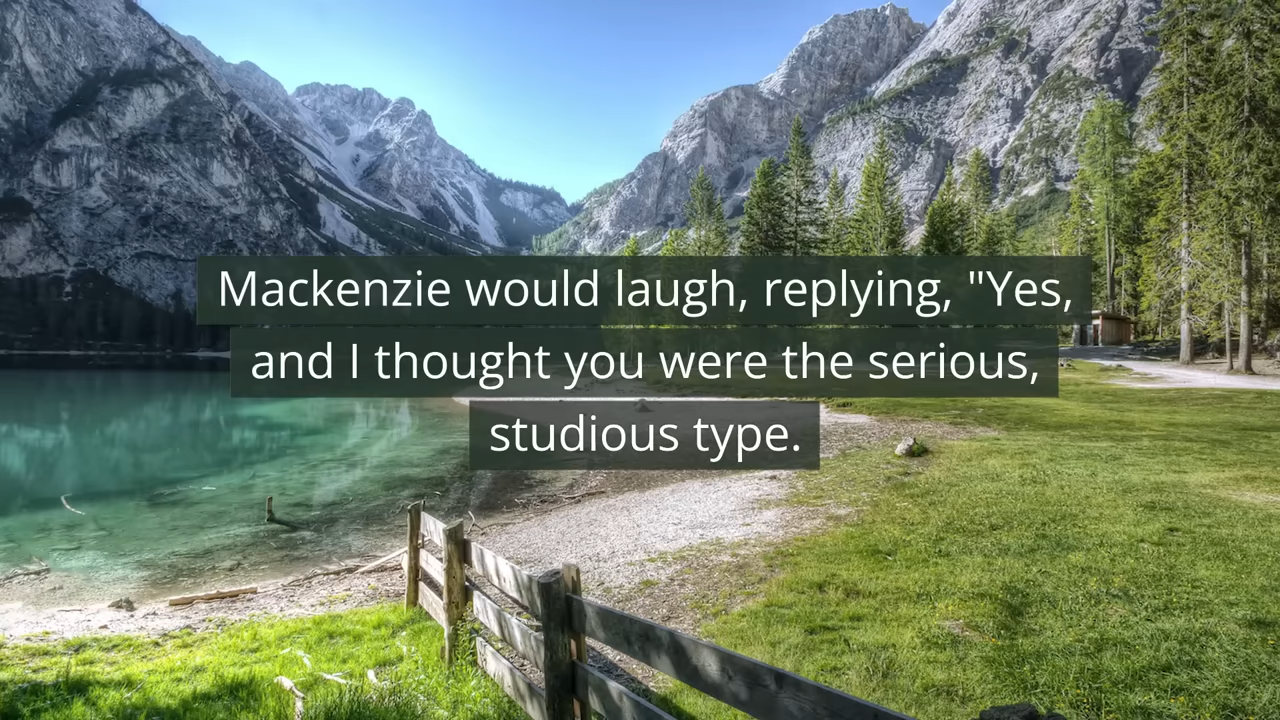 Mackenzie would laugh, replying, "Yes,
and I thought you were the serious,
studious type.